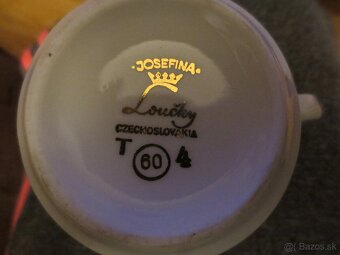 ·JOSEFINA·
Loučky
CZECHOSLOVAKIA
T 60 4
Bazos.sk